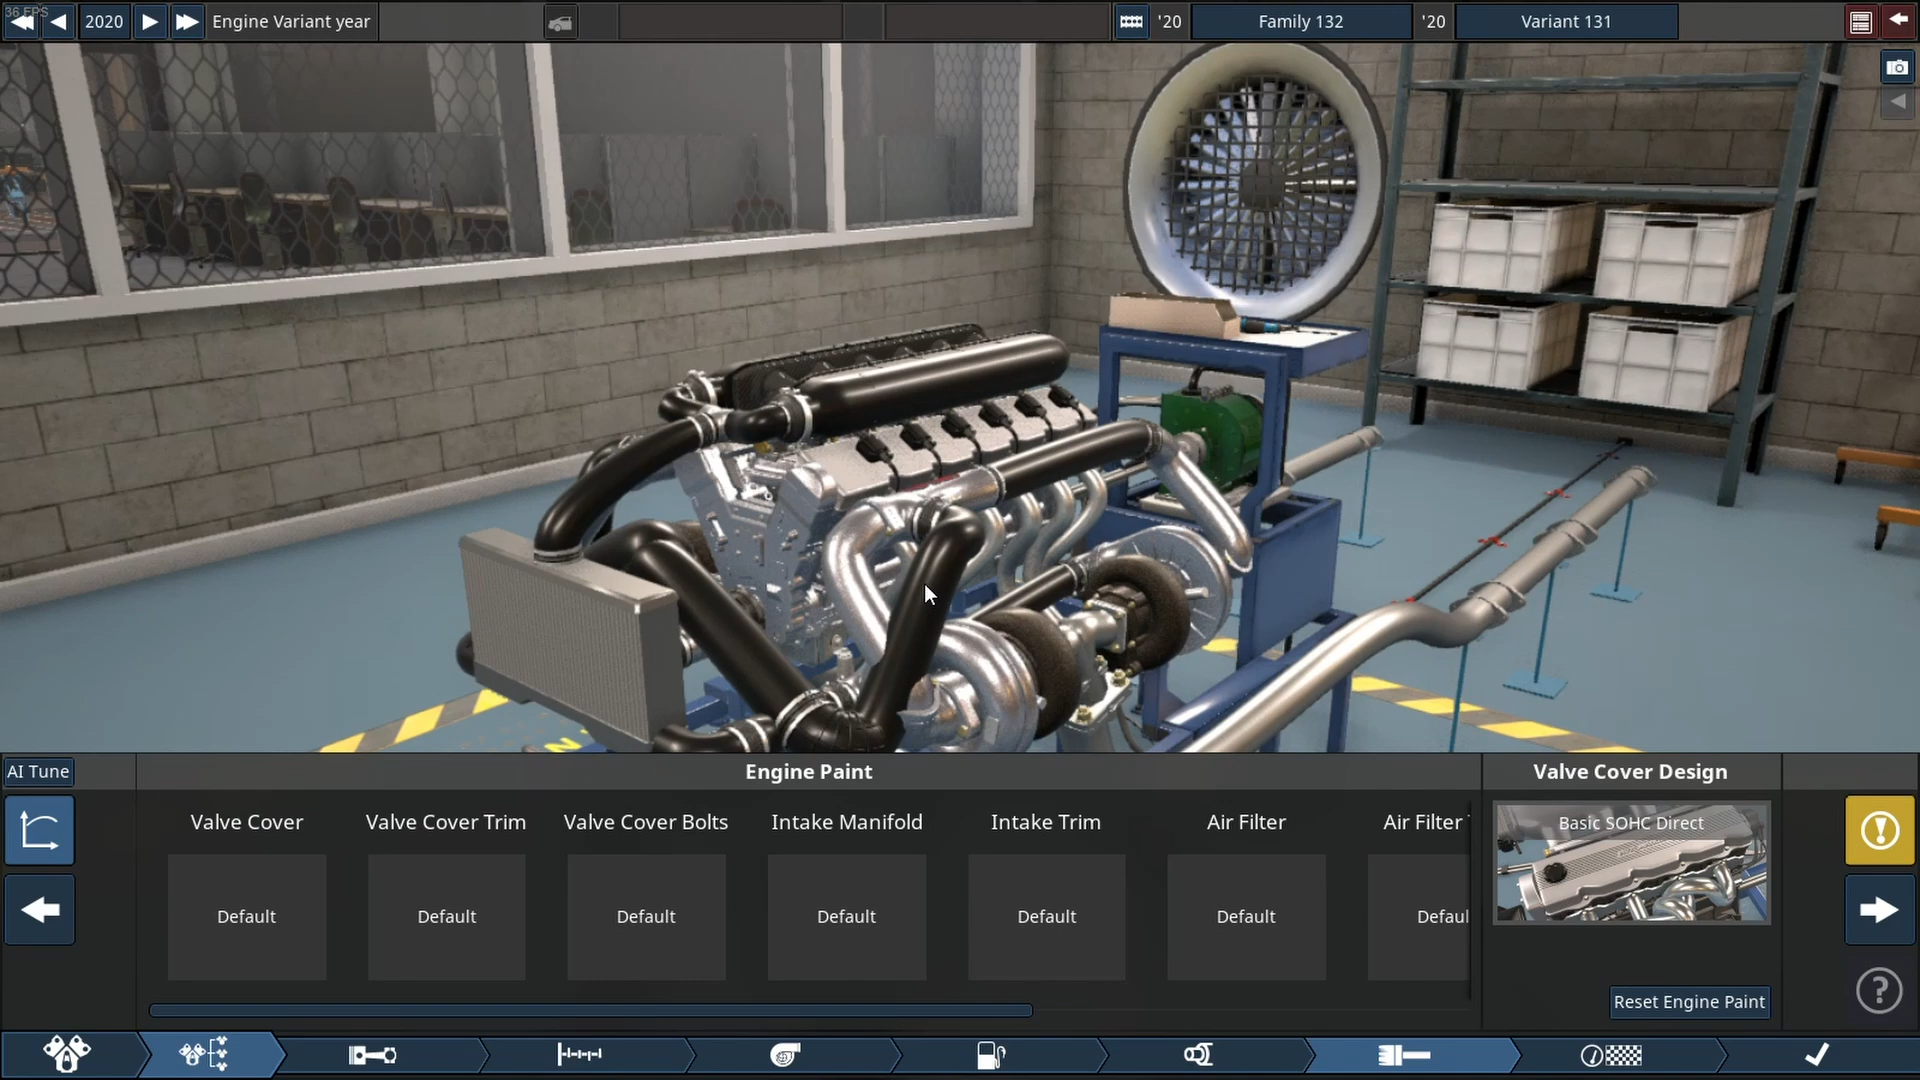 36 FPS
2020
Engine Variant year
'20
Family 132
'20
Variant 131
AI Tune
Engine Paint
Valve Cover Design
Valve Cover
Valve Cover Trim
Valve Cover Bolts
Intake Manifold
Intake Trim
Air Filter
Air Filter
Basic SOHC Direct
Default
Default
Default
Default
Default
Default
Defaul
Reset Engine Paint